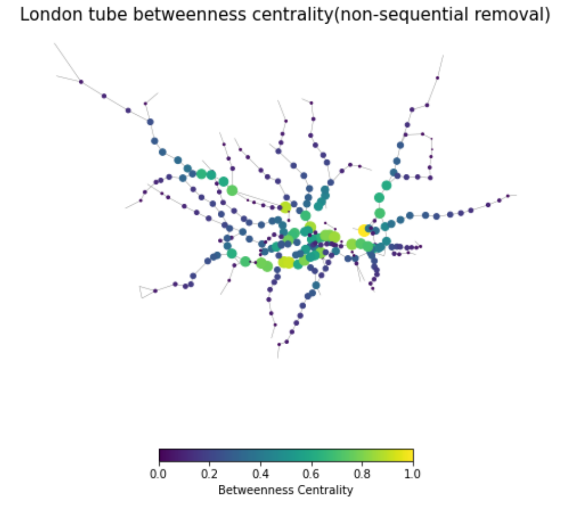 London tube betweenness centrality(non-sequential removal)
0.0 0.2 0.4 0.6 0.8 1.0
Betweenness Centrality